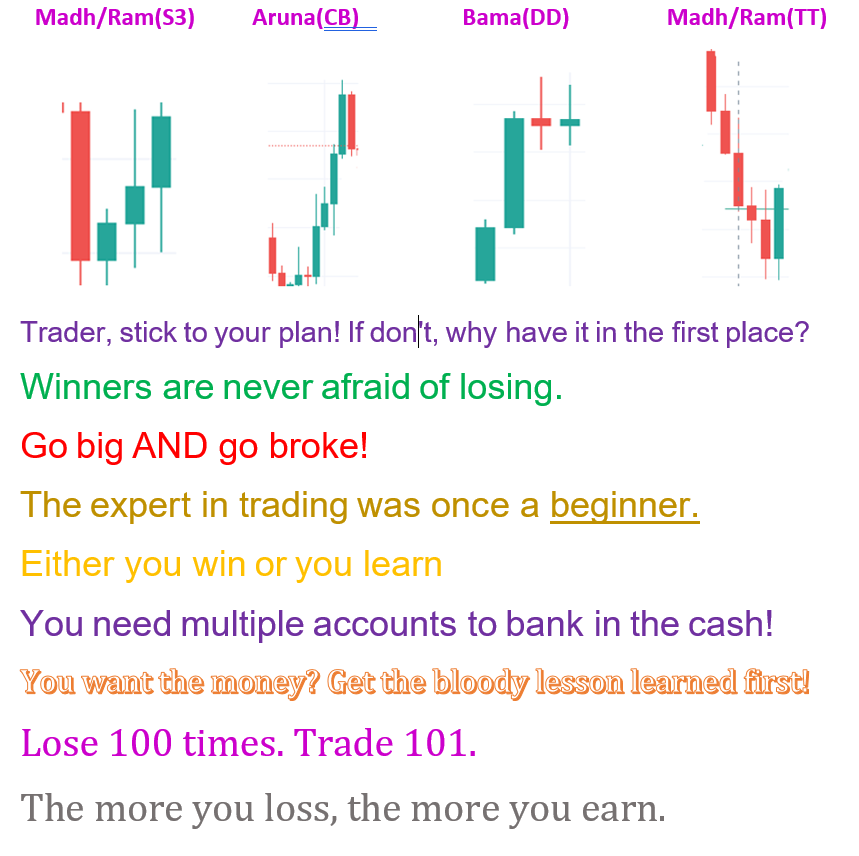 Madh/Ram(S3) Aruna(CB) Bama(DD) Madh/Ram(TT)
Trader, stick to your plan! If don't, why have it in the first place?
Winners are never afraid of losing.
Go big AND go broke!
The expert in trading was once a beginner.
Either you win or you learn
You need multiple accounts to bank in the cash!
You want the money? Get the bloody lesson learned first!
Lose 100 times. Trade 101.
The more you loss, the more you earn.